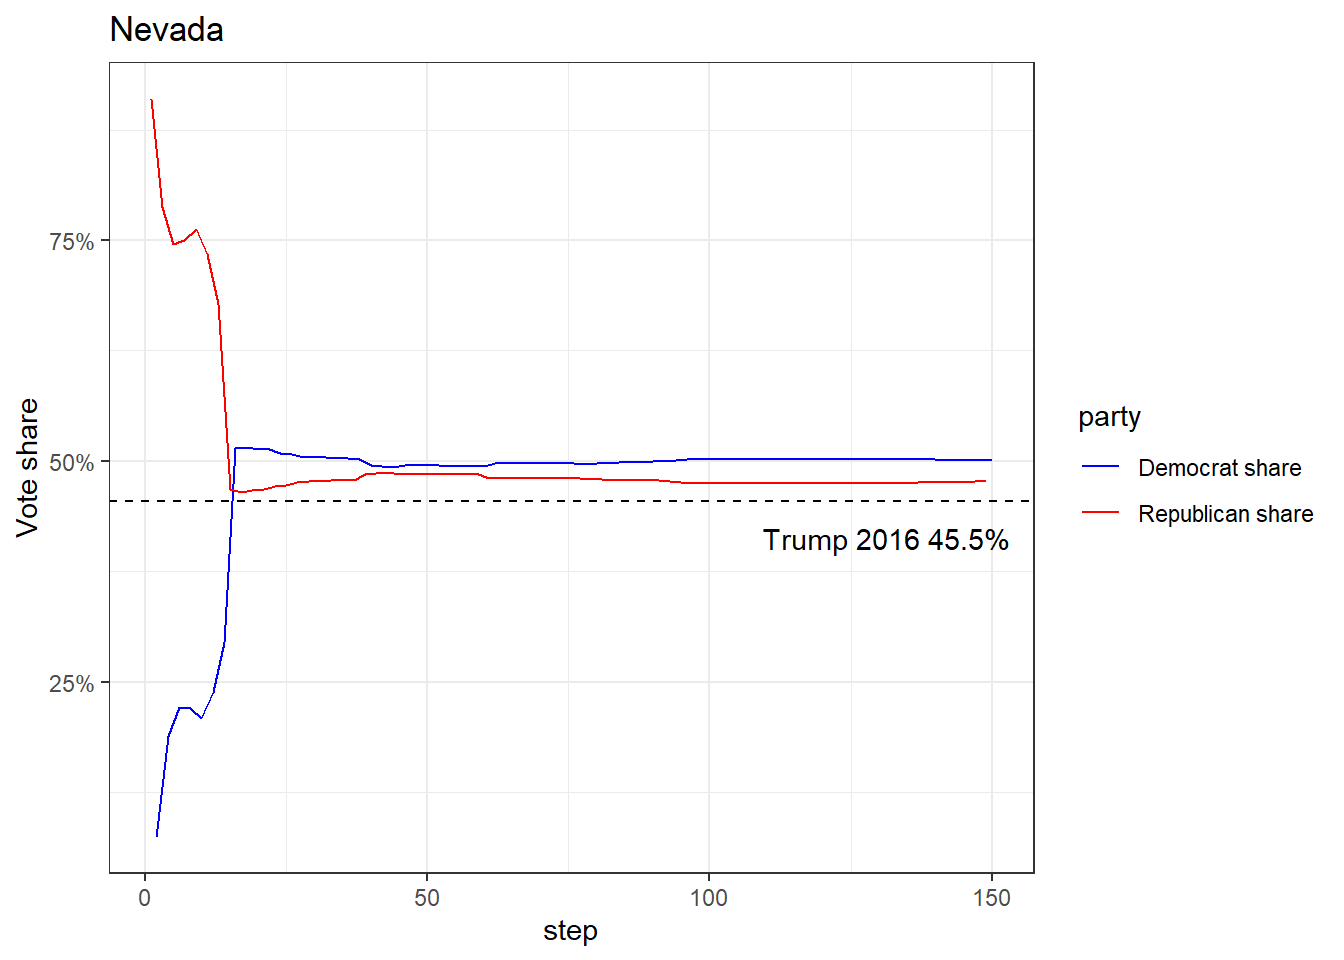 Nevada
Vote share
75%
50%
25%
Trump 2016 45.5%
0
50
100
150
step
party
Democrat share
Republican share